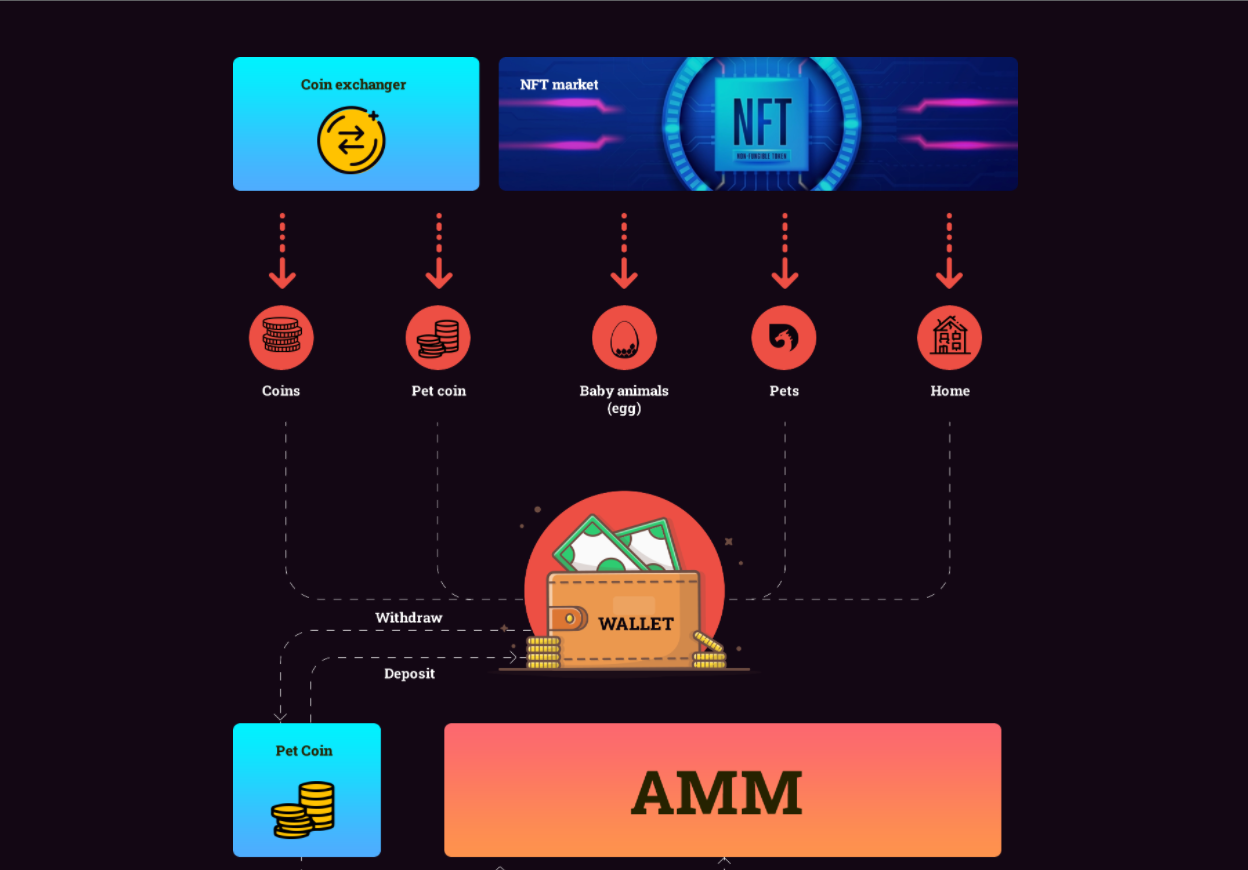 Coin exchanger
NFT market
NFT
NON-FUNGIBLE TOKEN
Coins
Pet coin
Baby animals
(egg)
Pets
Home
WALLET
Withdraw
Deposit
Pet Coin
AMM